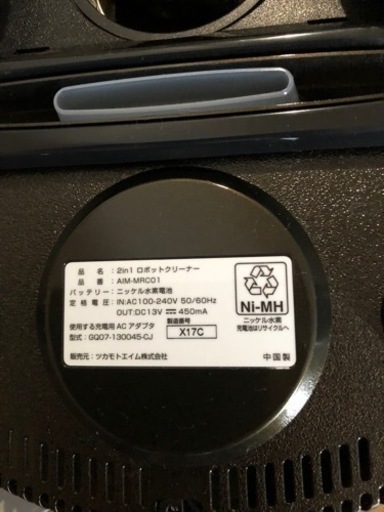 品　名：2in1 ロボットクリーナー
品　番：AIM-MRC01
バッテリー：ニッケル水素電池
定格電圧：IN:AC100-240V 50/60Hz
OUT:DC13V ⎓ 450mA
使用する充電用 AC アダプタ
型式：GQ07-130045-CJ
製造番号
X17C
販売元：ツカモトエイム株式会社
Ni-MH
ニッケル水素
充電池はリサイクルへ
中国製